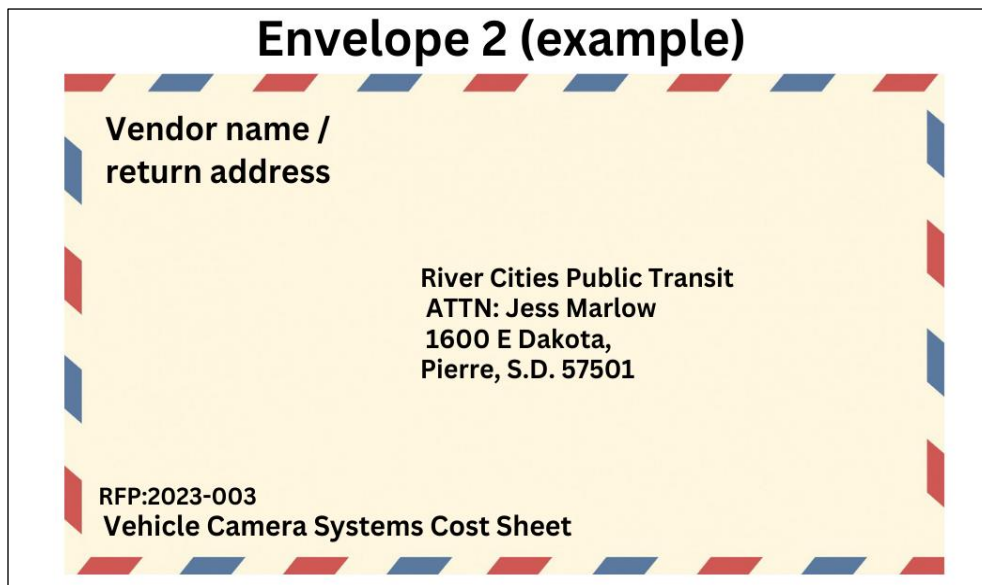 Envelope 2 (example)
Vendor name /
return address
River Cities Public Transit
ATTN: Jess Marlow
1600 E Dakota,
Pierre, S.D. 57501
RFP:2023-003
Vehicle Camera Systems Cost Sheet